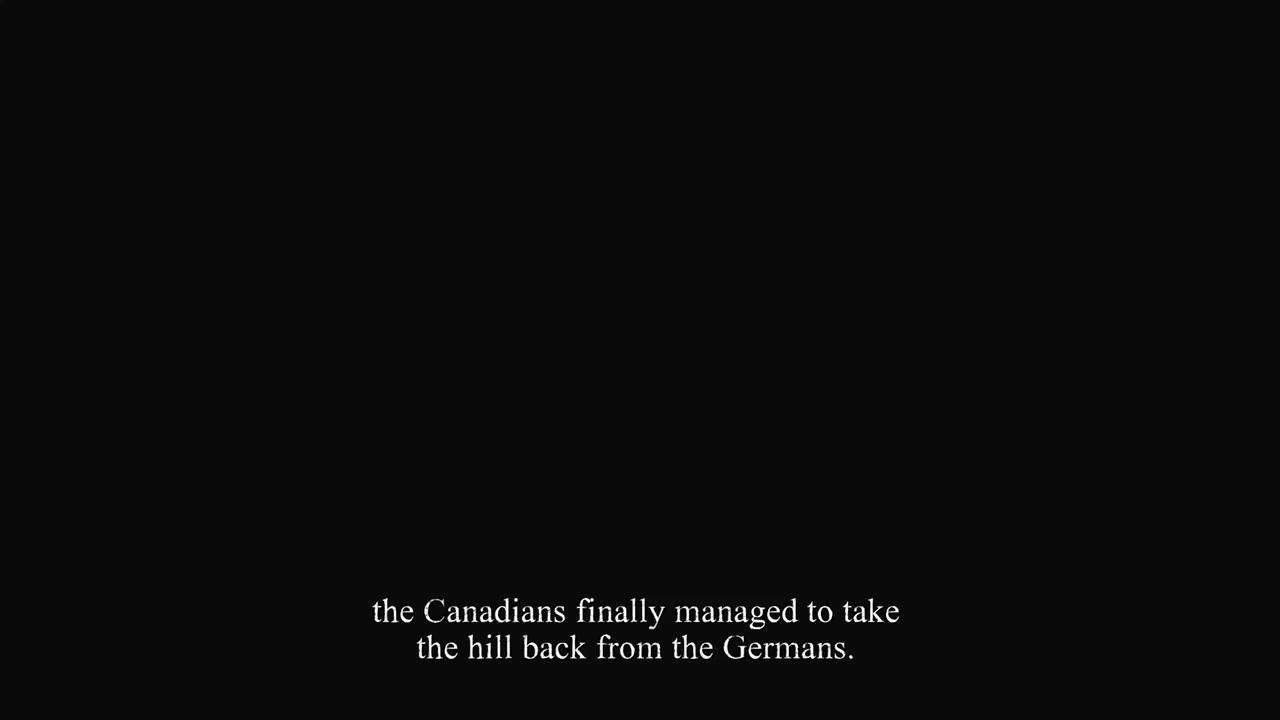 the Canadians finally managed to take
the hill back from the Germans.